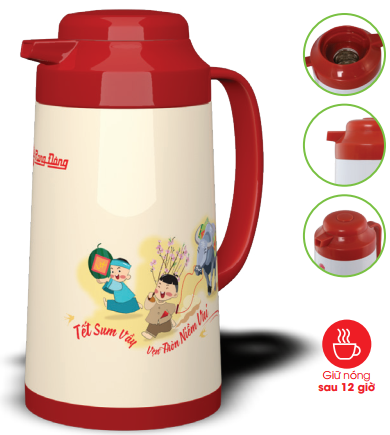 Rạng Đông
Tết Sum Vầy
Vẹn Tròn Niềm Vui
Giữ nóng
sau 12 giờ